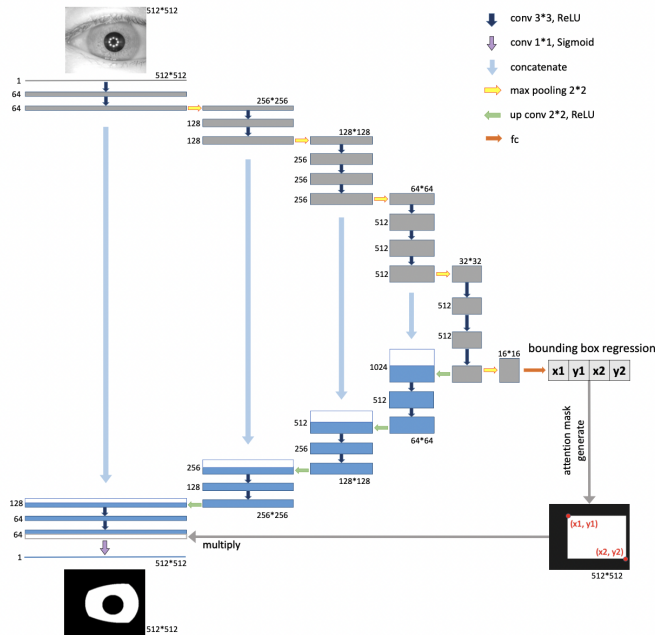 512*512
conv 3*3, ReLU
conv 1*1, Sigmoid
concatenate
max pooling 2*2
up conv 2*2, ReLU
fc
512*512
1
64
64
256*256
128
128
128*128
256
256
256
64*64
512
512
512
32*32
512
512
16*16
bounding box regression
x1 y1 x2 y2
1024
512
64*64
512
256
128*128
256
128
256*256
attention mask
generate
(x1, y1)
(x2, y2)
512*512
multiply
128
64
64
1
512*512
512*512